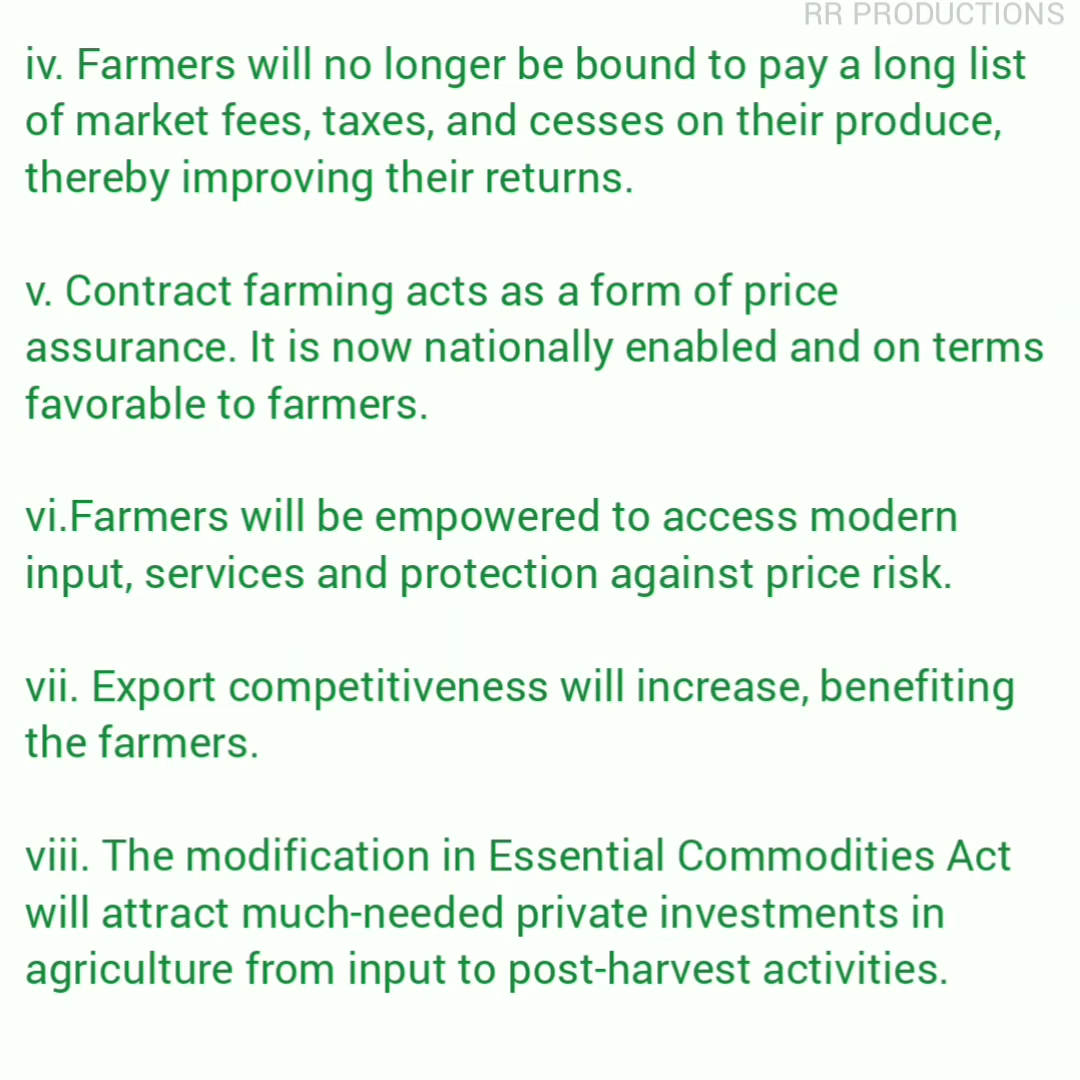 RR PRODUCTIONS
iv. Farmers will no longer be bound to pay a long list
of market fees, taxes, and cesses on their produce,
thereby improving their returns.
v. Contract farming acts as a form of price
assurance. It is now nationally enabled and on terms
favorable to farmers.
vi.Farmers will be empowered to access modern
input, services and protection against price risk.
vii. Export competitiveness will increase, benefiting
the farmers.
viii. The modification in Essential Commodities Act
will attract much-needed private investments in
agriculture from input to post-harvest activities.